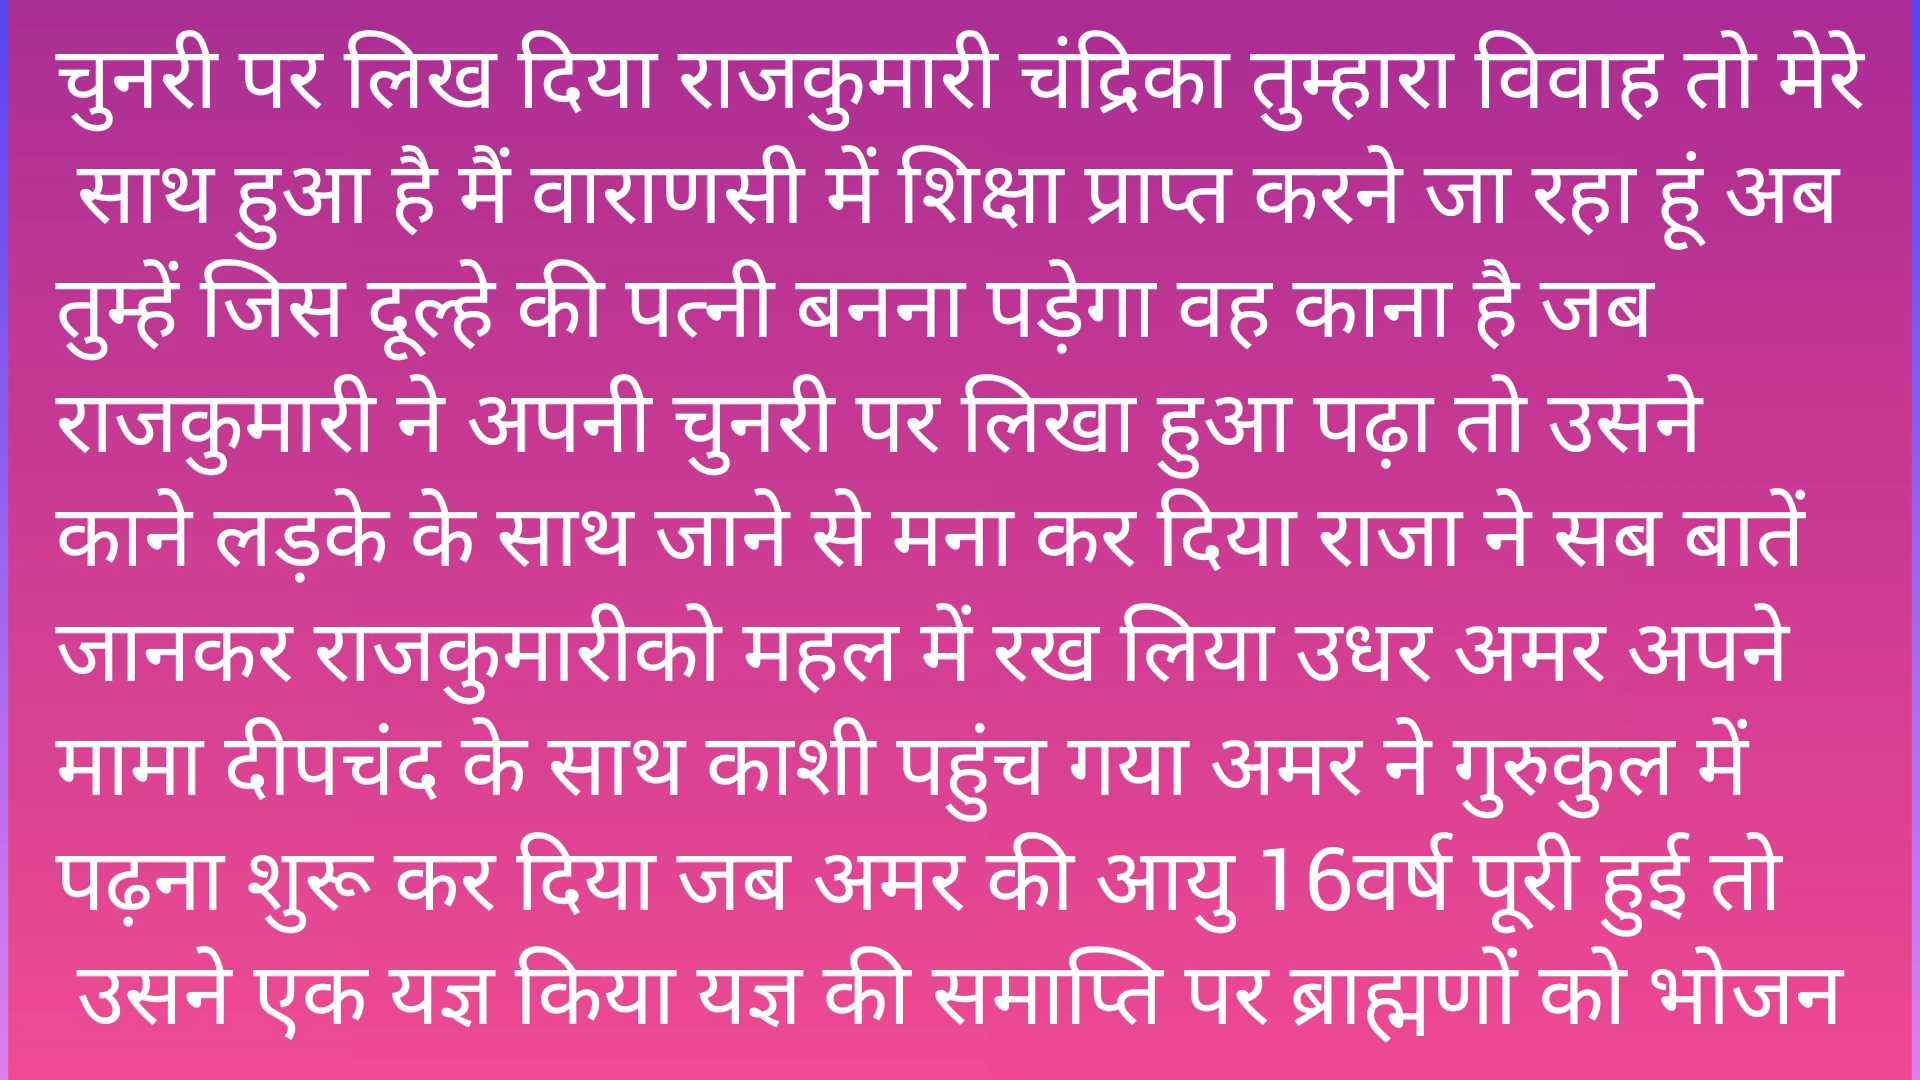 चुनरी पर लिख दिया राजकुमारी चंद्रिका तुम्हारा विवाह तो मेरे
साथ हुआ है मैं वाराणसी में शिक्षा प्राप्त करने जा रहा हूं अब
तुम्हें जिस दूल्हे की पत्नी बनना पड़ेगा वह काना है जब
राजकुमारी ने अपनी चुनरी पर लिखा हुआ पढ़ा तो उसने
काने लड़के के साथ जाने से मना कर दिया राजा ने सब बातें
जानकर राजकुमारीको महल में रख लिया उधर अमर अपने
मामा दीपचंद के साथ काशी पहुंच गया अमर ने गुरुकुल में
पढ़ना शुरू कर दिया जब अमर की आयु 16वर्ष पूरी हुई तो
उसने एक यज्ञ किया यज्ञ की समाप्ति पर ब्राह्मणों को भोजन